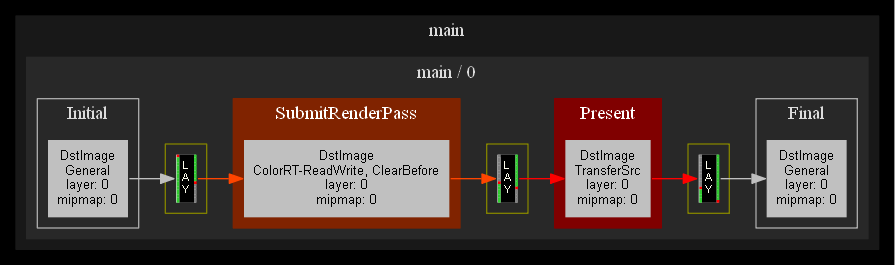 main
main / 0
Initial
DstImage
General
layer: 0
mipmap: 0
L
A
Y
SubmitRenderPass
DstImage
ColorRT-ReadWrite, ClearBefore
layer: 0
mipmap: 0
L
A
Y
Present
DstImage
TransferSrc
layer: 0
mipmap: 0
L
A
Y
Final
DstImage
General
layer: 0
mipmap: 0